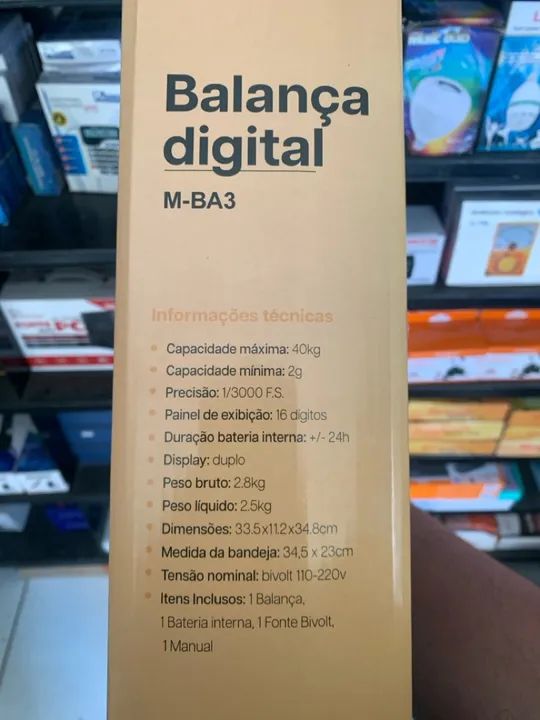 Balança
digital
M-BA3
Informações técnicas
Capacidade máxima: 40kg
Capacidade mínima: 2g
Precisão: 1/3000 F.S.
Painel de exibição: 16 dígitos
Duração bateria interna: +/- 24h
Display: duplo
Peso bruto: 2.8kg
Peso líquido: 2.5kg
Dimensões: 33.5x11.2x34.8cm
Medida da bandeja: 34,5 x 23cm
Tensão nominal: bivolt 110-220v
Itens Inclusos: 1 Balança,
1 Bateria interna, 1 Fonte Bivolt,
1 Manual